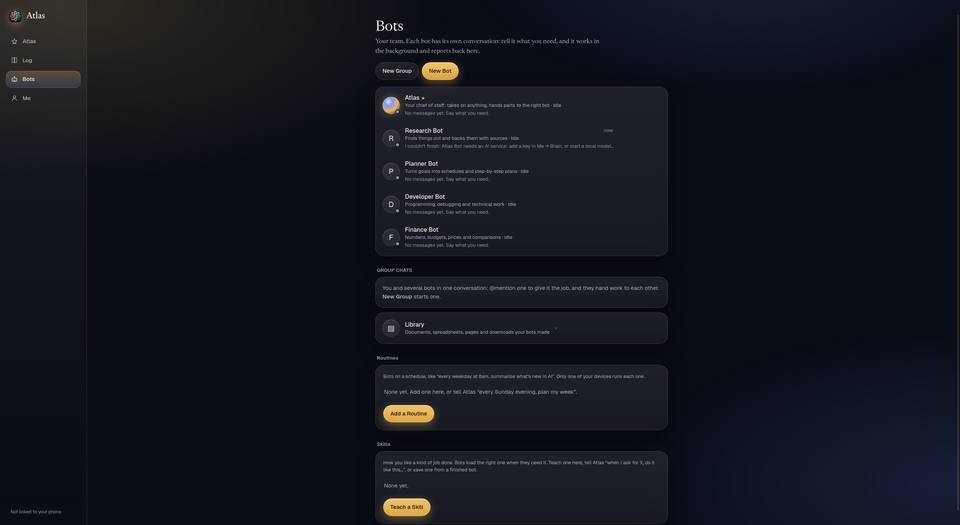 Atlas
Atlas
Log
Bots
Me
Not linked to your phone
Bots
Your team. Each bot has its own conversation: tell it what you need, and it works in
the background and reports back here.
New Group
New Bot
Atlas ★
Your chief of staff: takes on anything, hands parts to the right bot · Idle
No messages yet. Say what you need.
R
Research Bot
now
Finds things out and backs them with sources · Idle
I couldn't finish: Atlas Bot needs an AI service: add a key in Me → Brain, or start a local model…
P
Planner Bot
Turns goals into schedules and step-by-step plans · Idle
No messages yet. Say what you need.
D
Developer Bot
Programming, debugging and technical work · Idle
No messages yet. Say what you need.
F
Finance Bot
Numbers, budgets, prices and comparisons · Idle
No messages yet. Say what you need.
GROUP CHATS
You and several bots in one conversation: @mention one to give it the job, and they hand work to each other.
New Group starts one.
Library
Documents, spreadsheets, pages and downloads your bots made
Routines
Bots on a schedule, like "every weekday at 8am, summarise what's new in AI". Only one of your devices runs each one.
None yet. Add one here, or tell Atlas "every Sunday evening, plan my week".
Add a Routine
Skills
How you like a kind of job done. Bots load the right one when they need it. Teach one here, tell Atlas "when I ask for X, do it
like this…", or save one from a finished bot.
None yet.
Teach a Skill